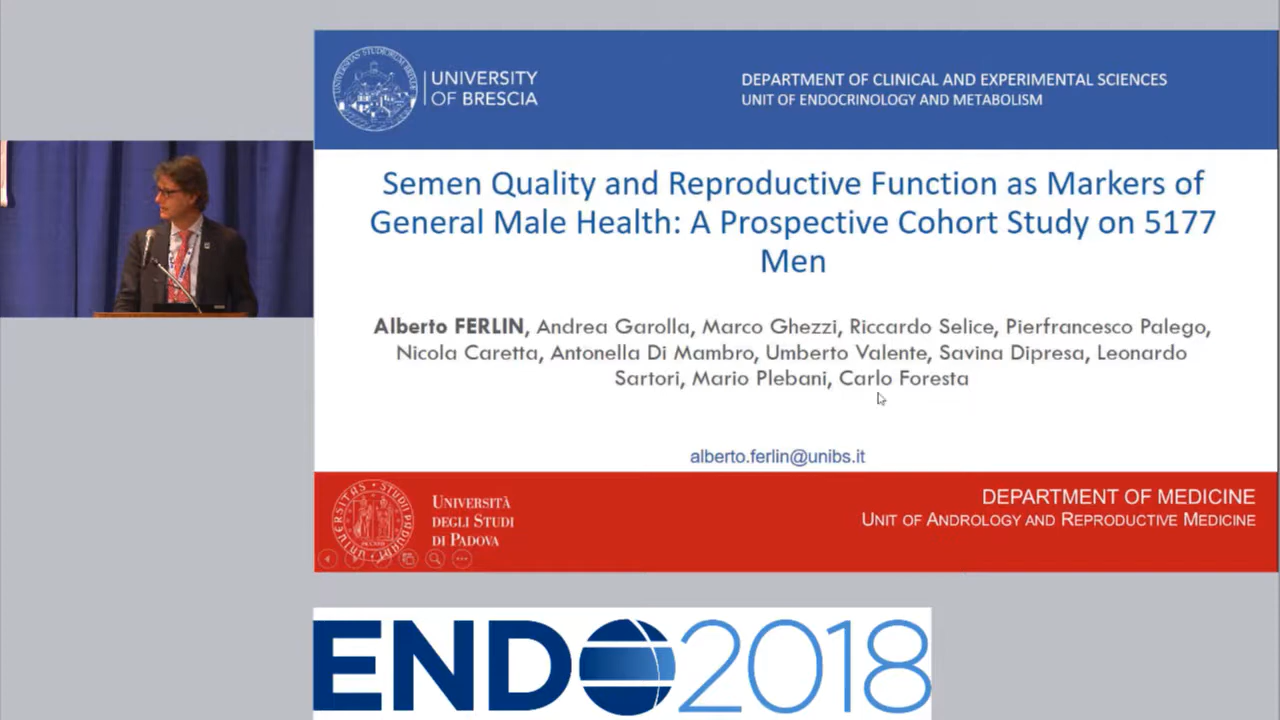 UNIVERSITY
OF BRESCIA
DEPARTMENT OF CLINICAL AND EXPERIMENTAL SCIENCES
UNIT OF ENDOCRINOLOGY AND METABOLISM
Semen Quality and Reproductive Function as Markers of
General Male Health: A Prospective Cohort Study on 5177
Men
Alberto FERLIN, Andrea Garolla, Marco Ghezzi, Riccardo Selice, Pierfrancesco Palego,
Nicola Caretta, Antonella Di Mambro, Umberto Valente, Savina Dipresa, Leonardo
Sartori, Mario Plebani, Carlo Foresta
alberto.ferlin@unibs.it
UNIVERSITÀ
DEGLI STUDI
DI PADOVA
DEPARTMENT OF MEDICINE
UNIT OF ANDROLOGY AND REPRODUCTIVE MEDICINE
ENDO2018